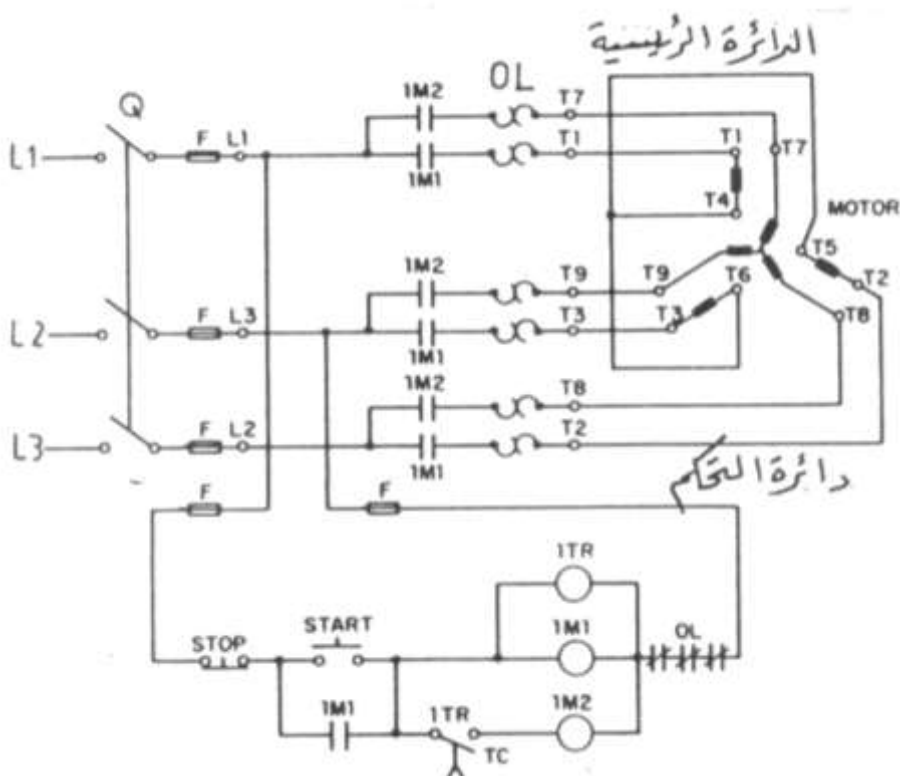 الدائرة الرئيسية
1M2 OL T7
Q
F L1 T1 T1 T7
L1
1M1
T4 MOTOR
T5
1M2 T9 T9 T6 T2
F L3 T3 T3 T8
L2
1M1
1M2 T8
F L2 T2
L3
1M1
دائرة التحكم
F F
1TR
START 1M1 OL
STOP
1M1 1TR 1M2
TC